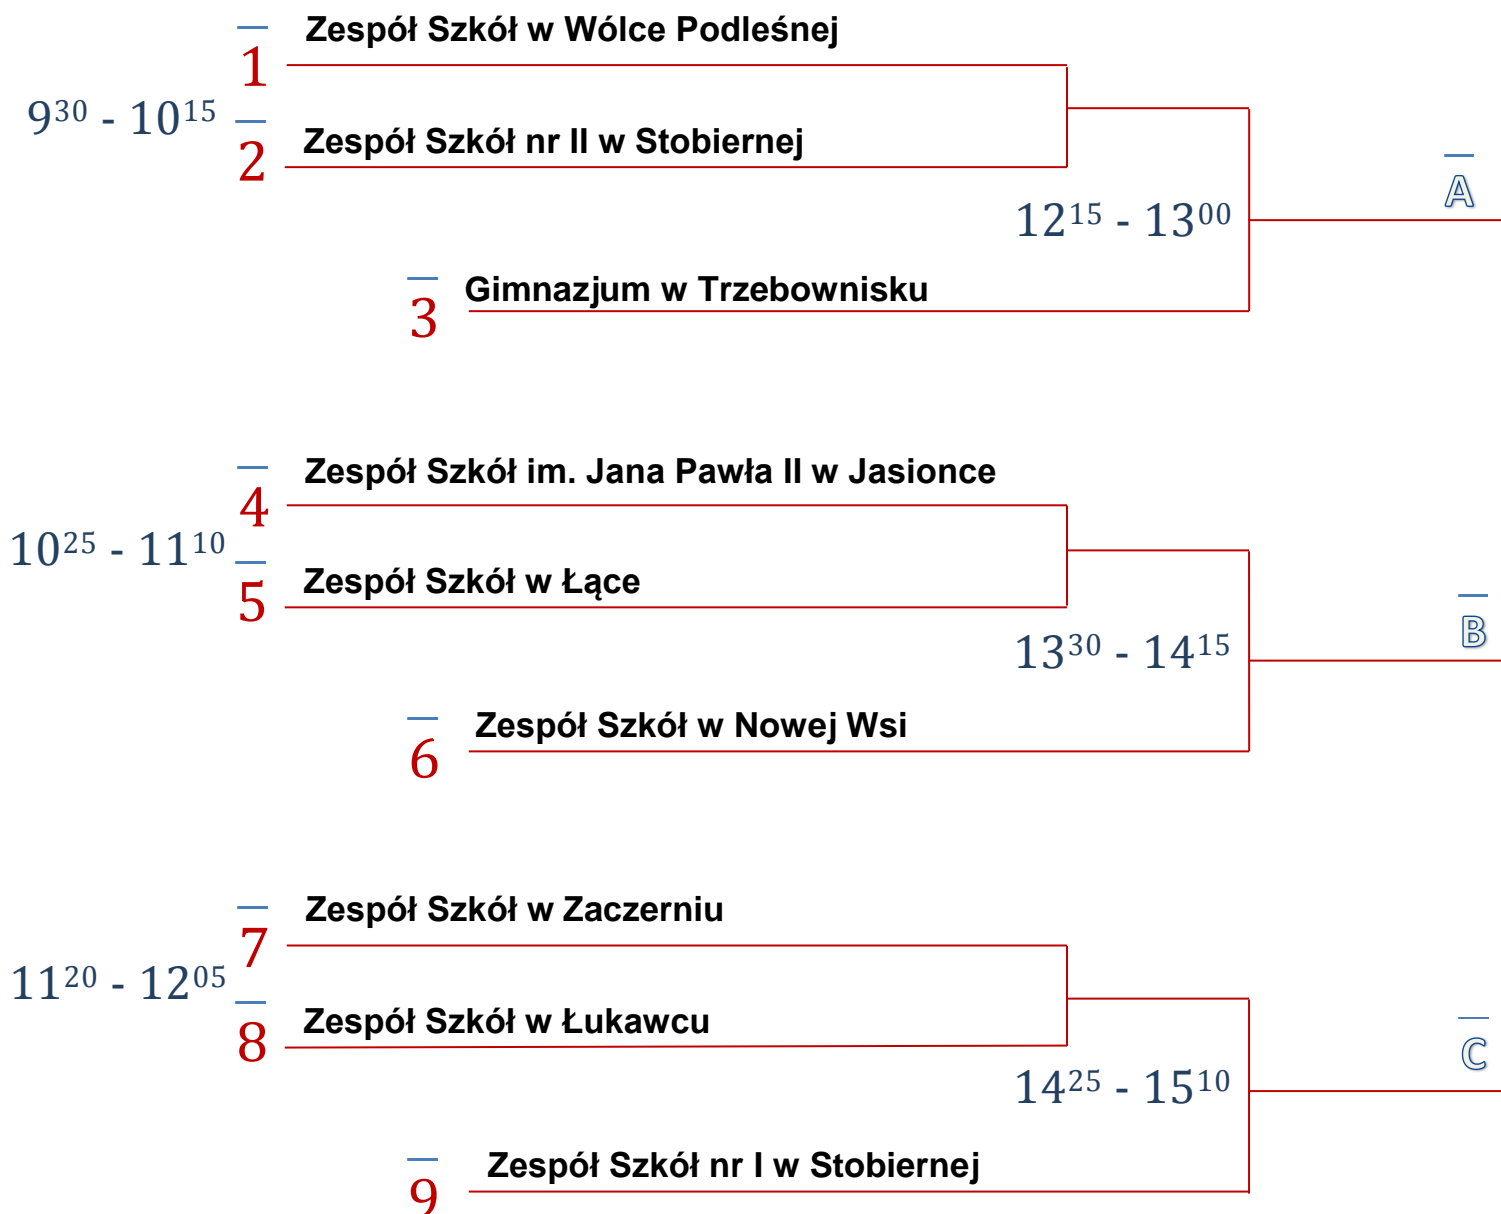 Zespół Szkół w Wólce Podleśnej
1
9³⁰ - 10¹⁵
2
Zespół Szkół nr II w Stobiernej
A
12¹⁵ - 13⁰⁰
3
Gimnazjum w Trzebownisku
4
Zespół Szkół im. Jana Pawła II w Jasionce
10²⁵ - 11¹⁰
5
Zespół Szkół w Łące
B
13³⁰ - 14¹⁵
6
Zespół Szkół w Nowej Wsi
7
Zespół Szkół w Zaczerniu
11²⁰ - 12⁰⁵
8
Zespół Szkół w Łukawcu
C
14²⁵ - 15¹⁰
9
Zespół Szkół nr I w Stobiernej